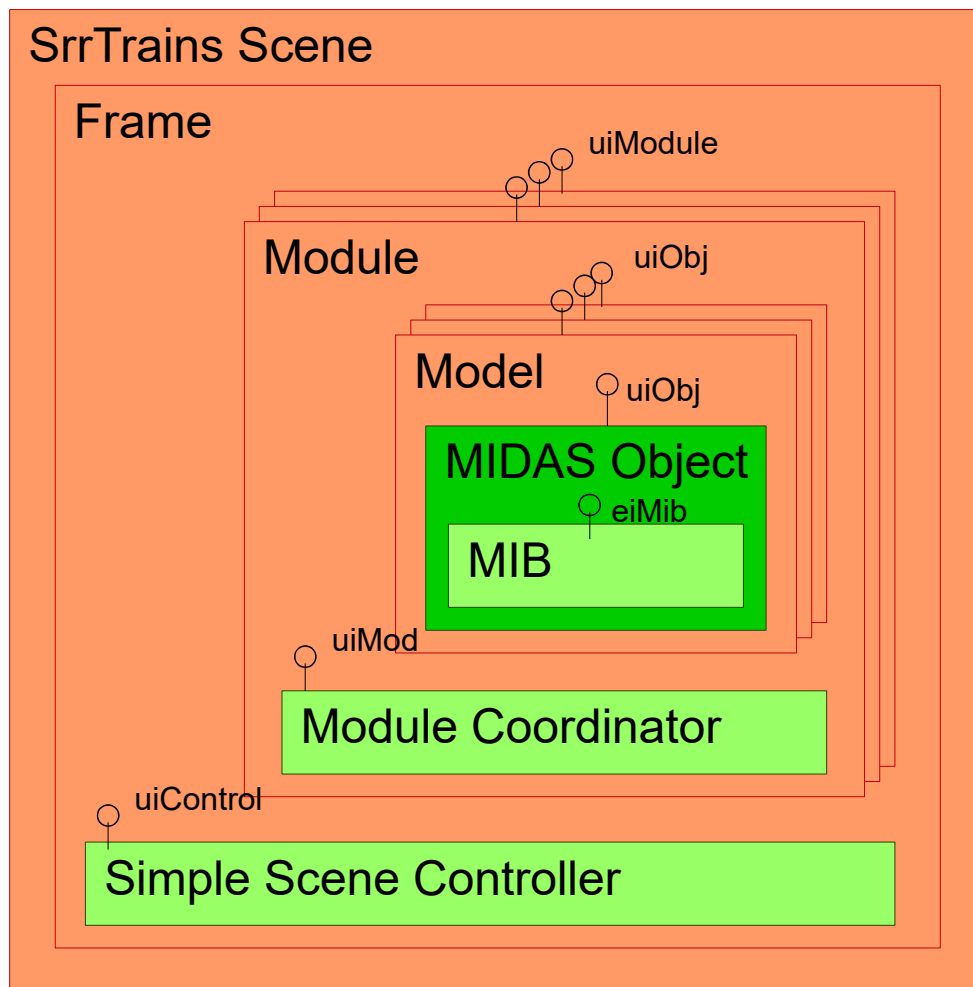 SrrTrains Scene
Frame
uiModule
Module
uiObj
Model
uiObj
MIDAS Object
eiMib
MIB
uiMod
Module Coordinator
uiControl
Simple Scene Controller